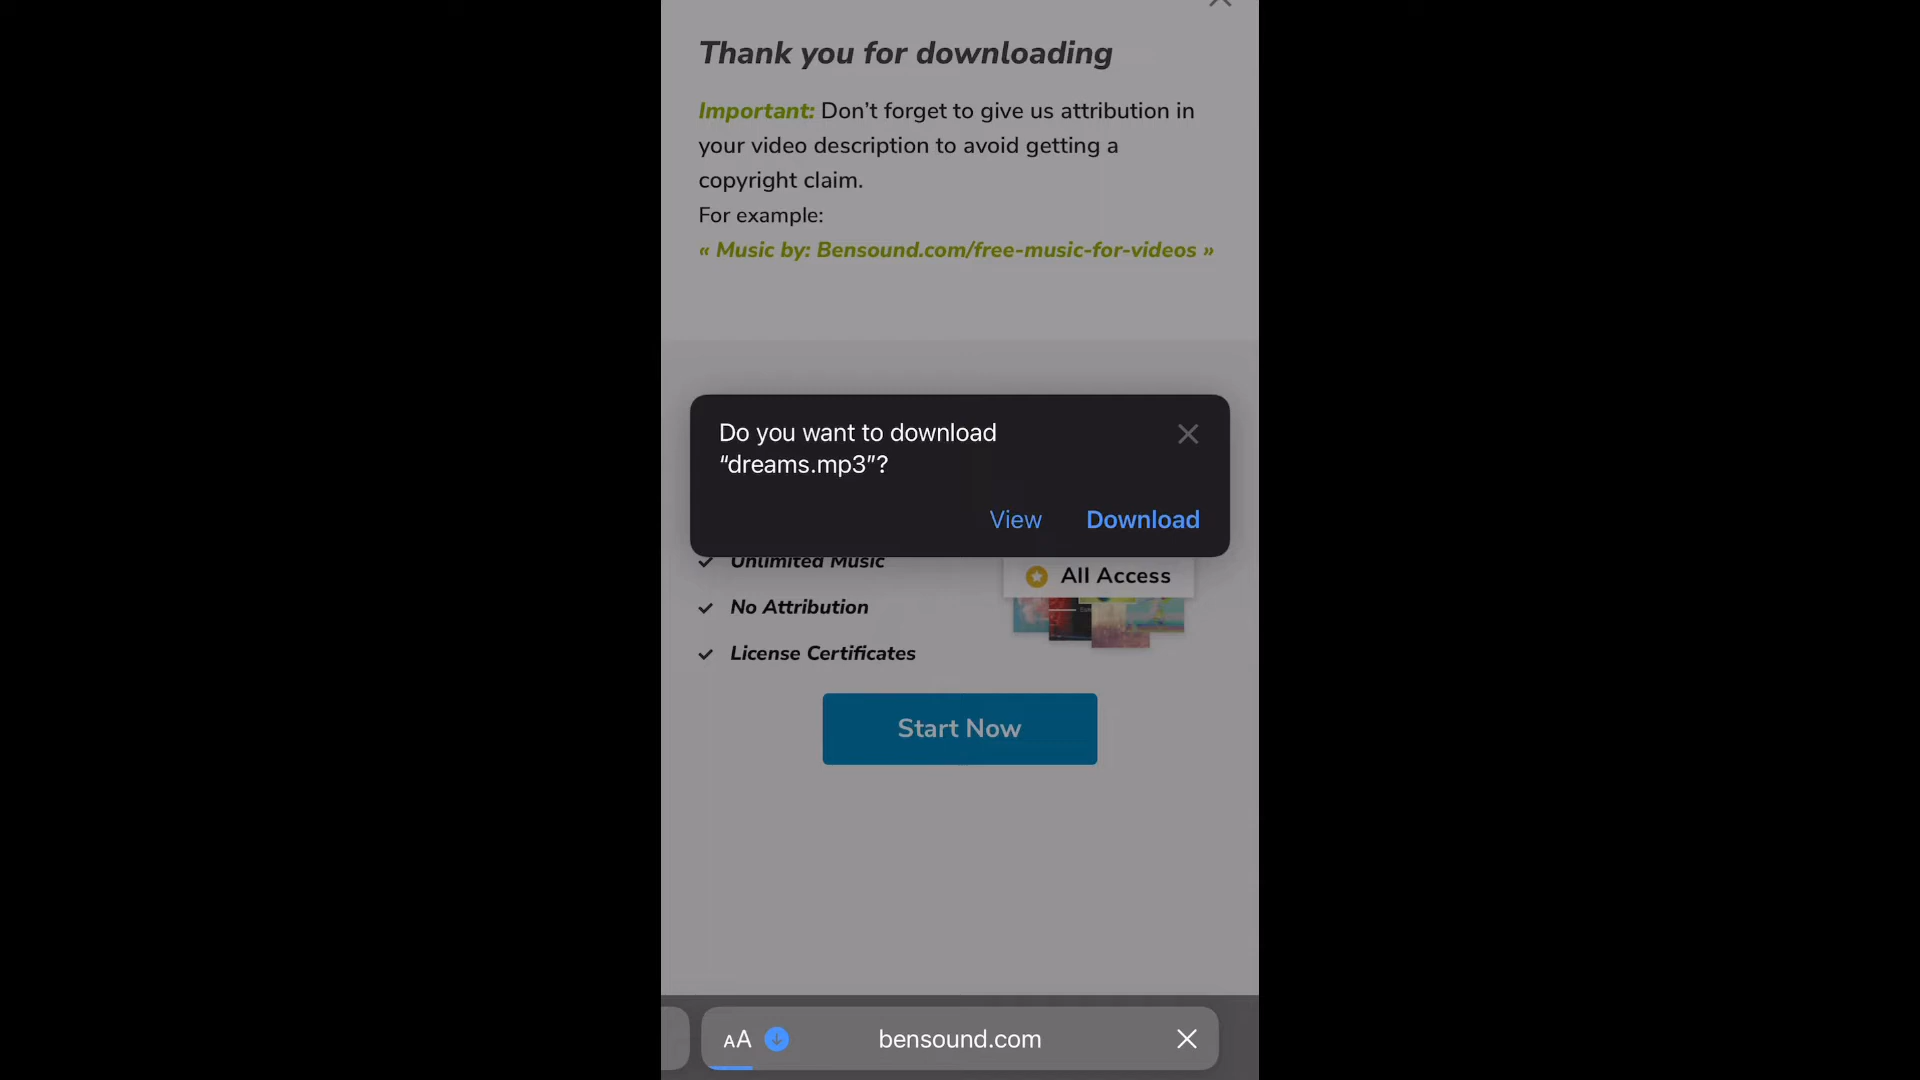 Thank you for downloading
Important: Don’t forget to give us attribution in
your video description to avoid getting a
copyright claim.
For example:
« Music by: Bensound.com/free-music-for-videos »
Do you want to download
“dreams.mp3”?
View Download
Unlimited Music
All Access
No Attribution
License Certificates
Start Now
AA bensound.com